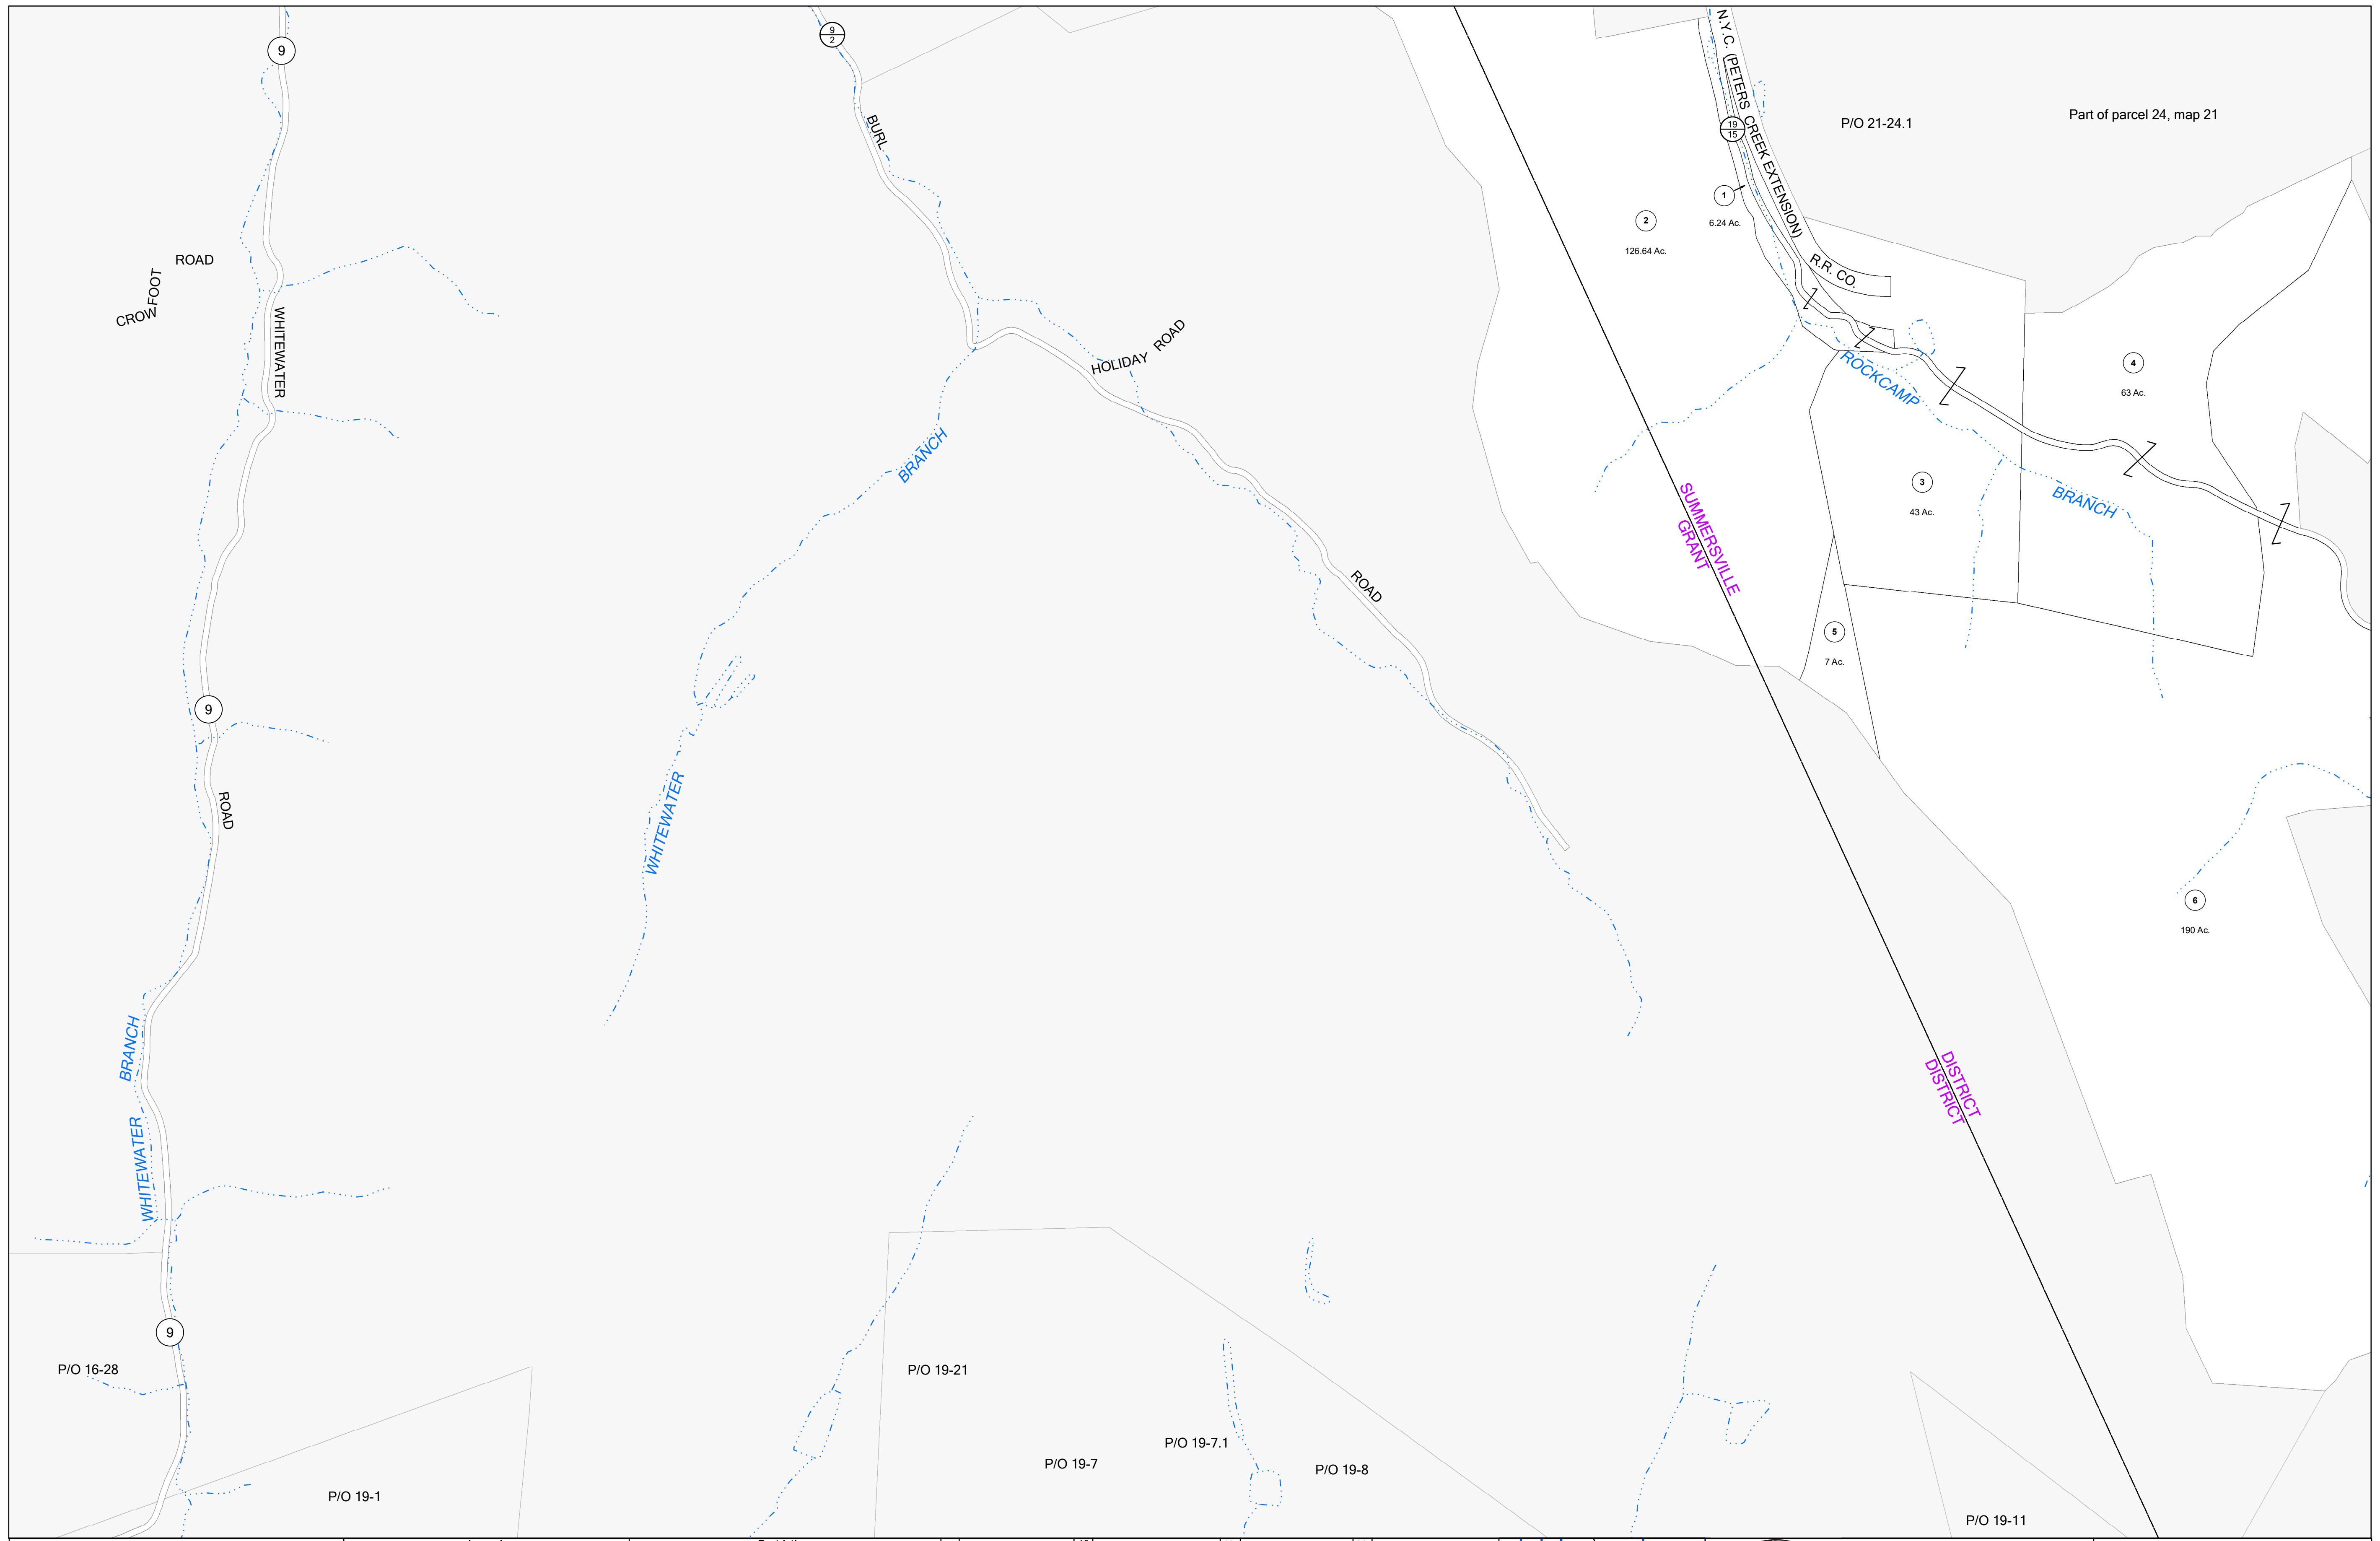 9
9
2
BURL
N.Y.C. (PETERS CREEK EXTENSION)
R.R. CO.
19
15
P/O 21-24.1
Part of parcel 24, map 21
1
6.24 Ac.
2
126.64 Ac.
CROW FOOT ROAD
WHITEWATER
HOLIDAY ROAD
BRANCH
ROCKCAMP
4
63 Ac.
3
43 Ac.
BRANCH
SUMMERSVILLE
GRANT
ROAD
5
7 Ac.
9
ROAD
WHITEWATER
6
190 Ac.
BRANCH
WHITEWATER
DISTRICT
DISTRICT
9
P/O 16-28
P/O 19-21
P/O 19-7.1
P/O 19-7
P/O 19-8
P/O 19-1
P/O 19-11